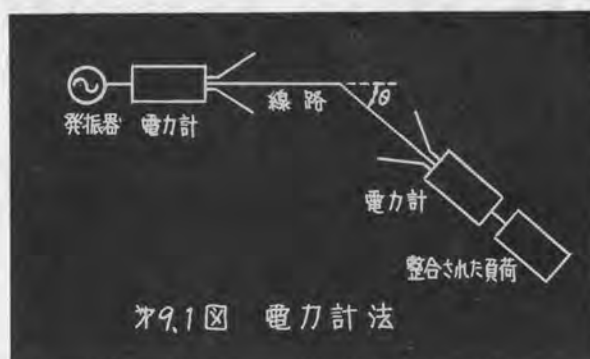 発振器 電力計
線路
θ
電力計
整合された負荷
第9.1図 電力計法